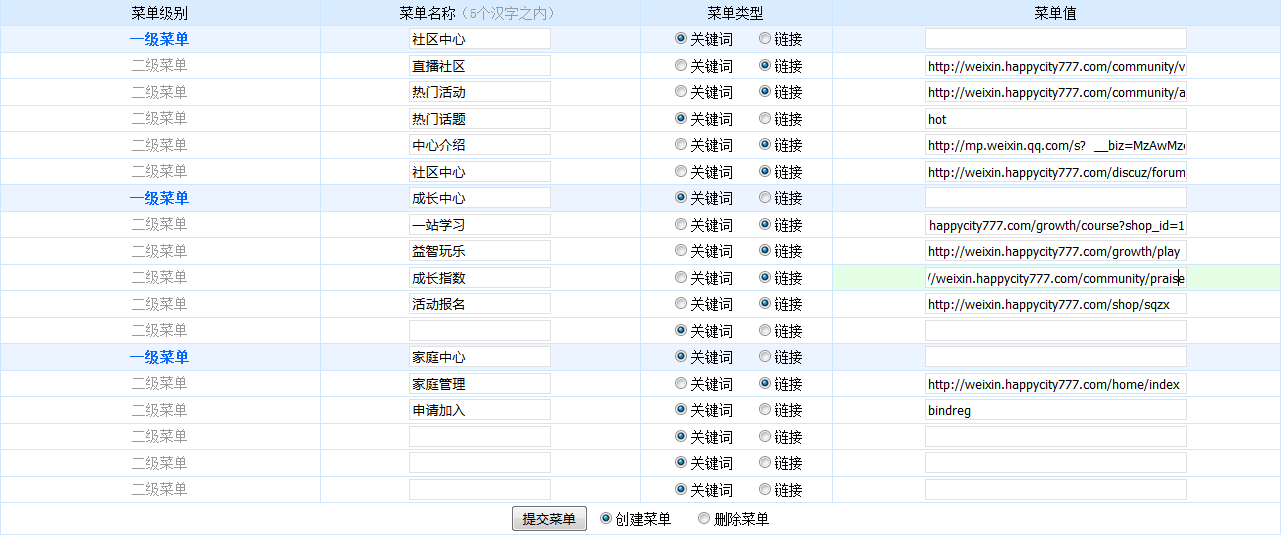 菜单级别 菜单名称（5个汉字之内） 菜单类型 菜单值
一级菜单 社区中心 关键词 链接
二级菜单 直播社区 关键词 链接 http://weixin.happycity777.com/community/v
二级菜单 热门活动 关键词 链接 http://weixin.happycity777.com/community/a
二级菜单 热门话题 关键词 链接 hot
二级菜单 中心介绍 关键词 链接 http://mp.weixin.qq.com/s?__biz=MzAwMz
二级菜单 社区中心 关键词 链接 http://weixin.happycity777.com/discuz/forum
一级菜单 成长中心 关键词 链接
二级菜单 一站学习 关键词 链接 happycity777.com/growth/course?shop_id=1
二级菜单 益智玩乐 关键词 链接 http://weixin.happycity777.com/growth/play
二级菜单 成长指数 关键词 链接 //weixin.happycity777.com/community/praise
二级菜单 活动报名 关键词 链接 http://weixin.happycity777.com/shop/sqzx
二级菜单 关键词 链接
一级菜单 家庭中心 关键词 链接
二级菜单 家庭管理 关键词 链接 http://weixin.happycity777.com/home/index
二级菜单 申请加入 关键词 链接 bindreg
二级菜单 关键词 链接
二级菜单 关键词 链接
二级菜单 关键词 链接
提交菜单 创建菜单 删除菜单